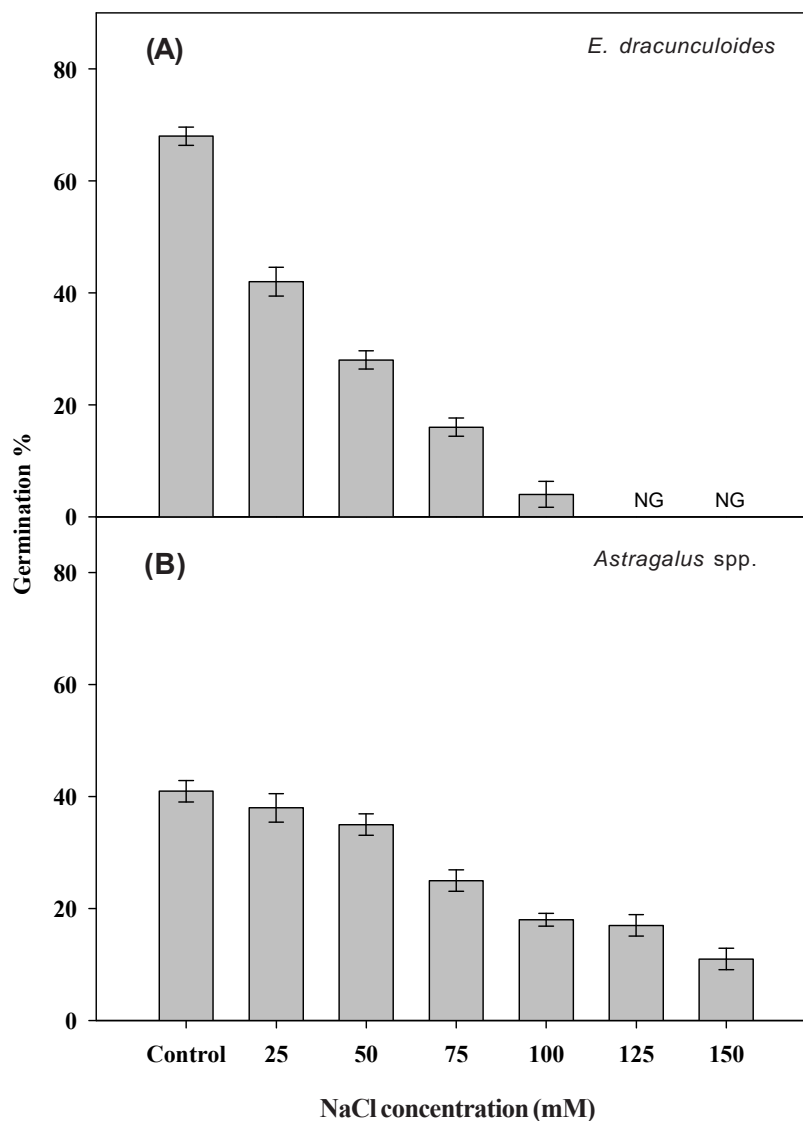 (A)
E. dracunculoides
80
60
40
20
0
NG NG
Germination %
(B)
Astragalus spp.
80
60
40
20
0
Control 25 50 75 100 125 150
NaCl concentration (mM)